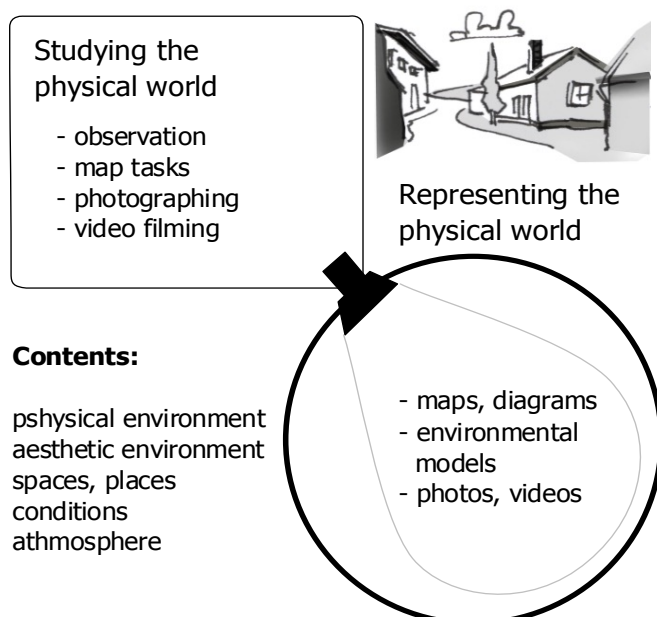 Studying the
physical world
- observation
- map tasks
- photographing
- video filming
Representing the
physical world
Contents:
pshysical environment
aesthetic environment
spaces, places
conditions
athmosphere
- maps, diagrams
- environmental
models
- photos, videos